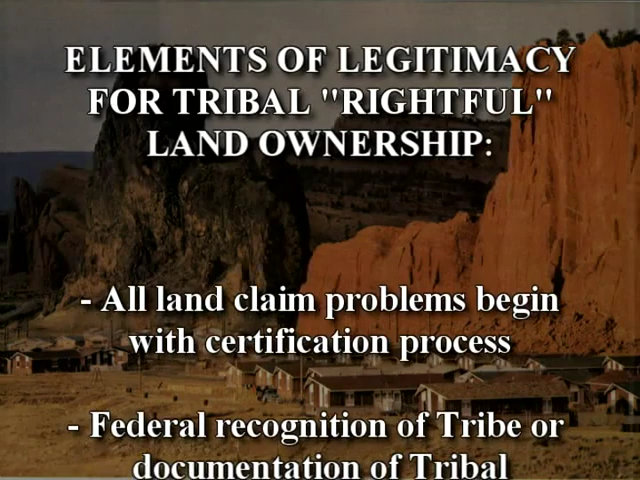 ELEMENTS OF LEGITIMACY
FOR TRIBAL "RIGHTFUL"
LAND OWNERSHIP:
- All land claim problems begin
with certification process
- Federal recognition of Tribe or
documentation of Tribal